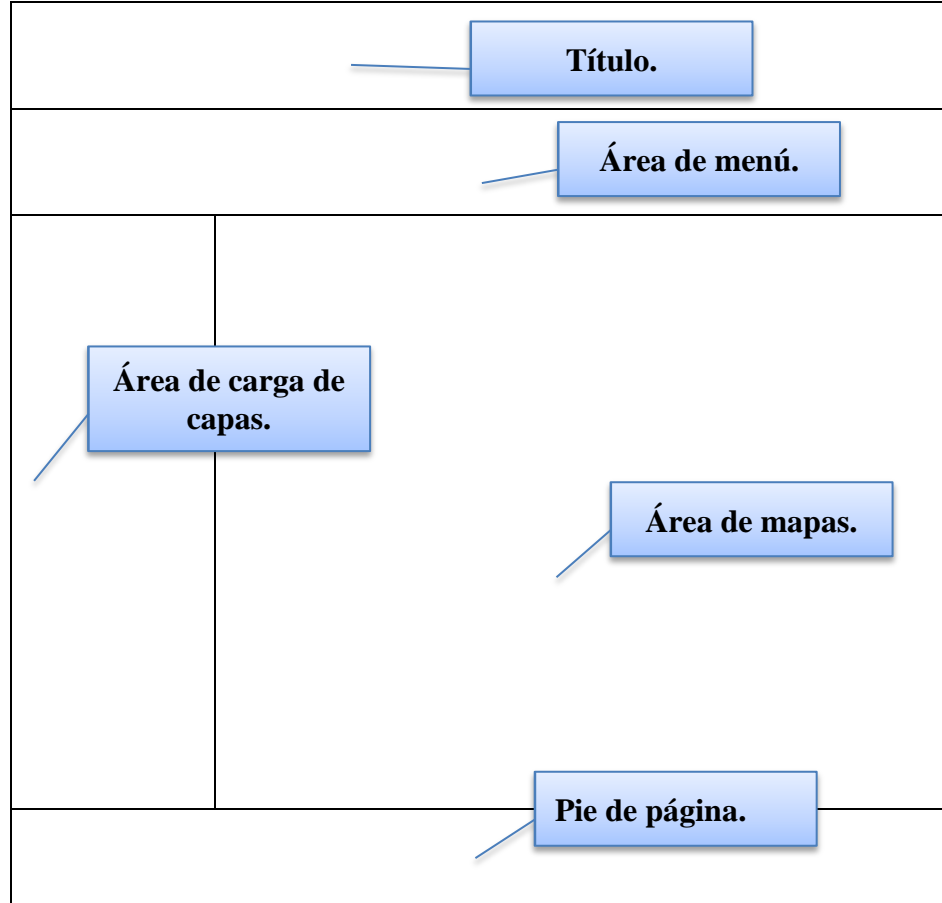 Título.
Área de menú.
Área de carga de
capas.
Área de mapas.
Pie de página.